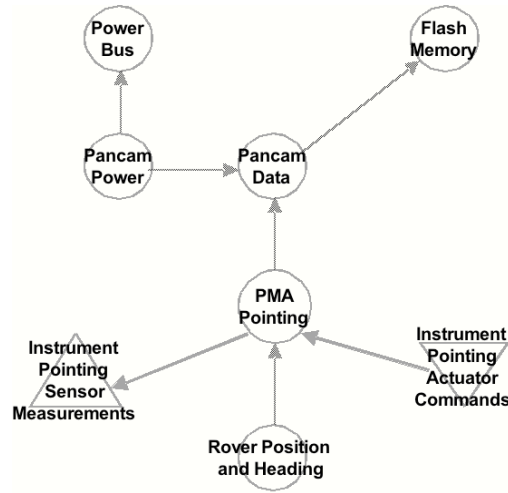 Power
Bus
Flash
Memory
Pancam
Power
Pancam
Data
PMA
Pointing
Instrument
Pointing
Sensor
Measurements
Instrument
Pointing
Actuator
Commands
Rover Position
and Heading